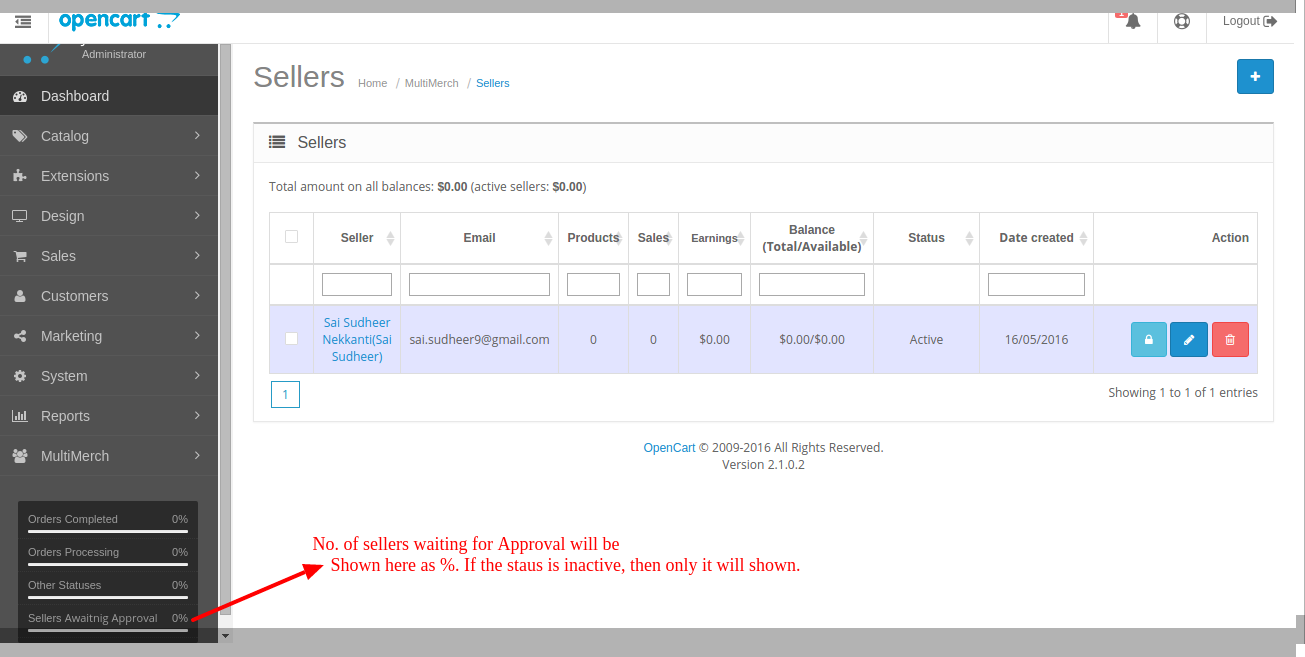 opencart
1
Logout
Administrator
Dashboard
Catalog
Extensions
Design
Sales
Customers
Marketing
System
Reports
MultiMerch
Orders Completed 0%
Orders Processing 0%
Other Statuses 0%
Sellers Awaitnig Approval 0%
Sellers Home / MultiMerch / Sellers
Sellers
Total amount on all balances: $0.00 (active sellers: $0.00)
Seller Email Products Sales Earnings Balance (Total/Available) Status Date created Action
Sai Sudheer
Nekkanti(Sai
Sudheer)
sai.sudheer9@gmail.com 0 0 $0.00 $0.00/$0.00 Active 16/05/2016
1
Showing 1 to 1 of 1 entries
OpenCart © 2009-2016 All Rights Reserved.
Version 2.1.0.2
No. of sellers waiting for Approval will be
Shown here as %. If the staus is inactive, then only it will shown.